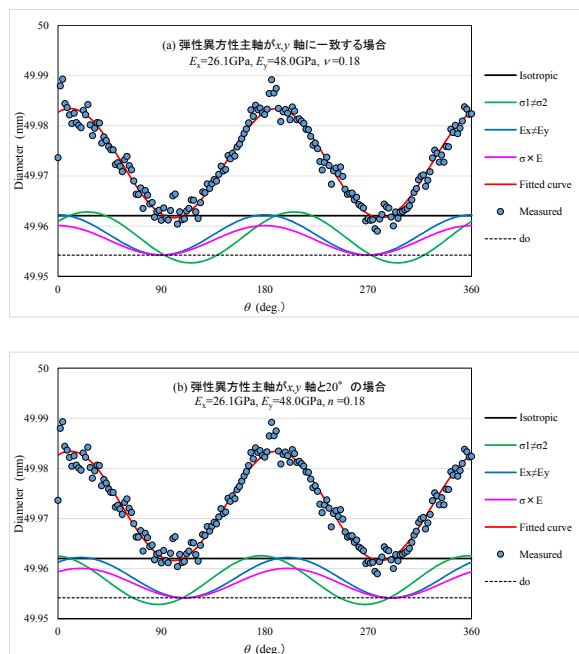 50
(a) 弾性異方性主軸がx,y 軸に一致する場合
Ex=26.1GPa, Ey=48.0GPa, ν=0.18
49.99
49.98
49.97
49.96
49.95
Diameter (mm)
0
90
180
270
360
θ (deg.)
Isotropic
σ1≠σ2
Ex≠Ey
σ×E
Fitted curve
Measured
do
50
(b) 弾性異方性主軸がx,y 軸と20°の場合
Ex=26.1GPa, Ey=48.0GPa, n =0.18
49.99
49.98
49.97
49.96
49.95
Diameter (mm)
0
90
180
270
360
θ (deg.)
Isotropic
σ1≠σ2
Ex≠Ey
σ×E
Fitted curve
Measured
do